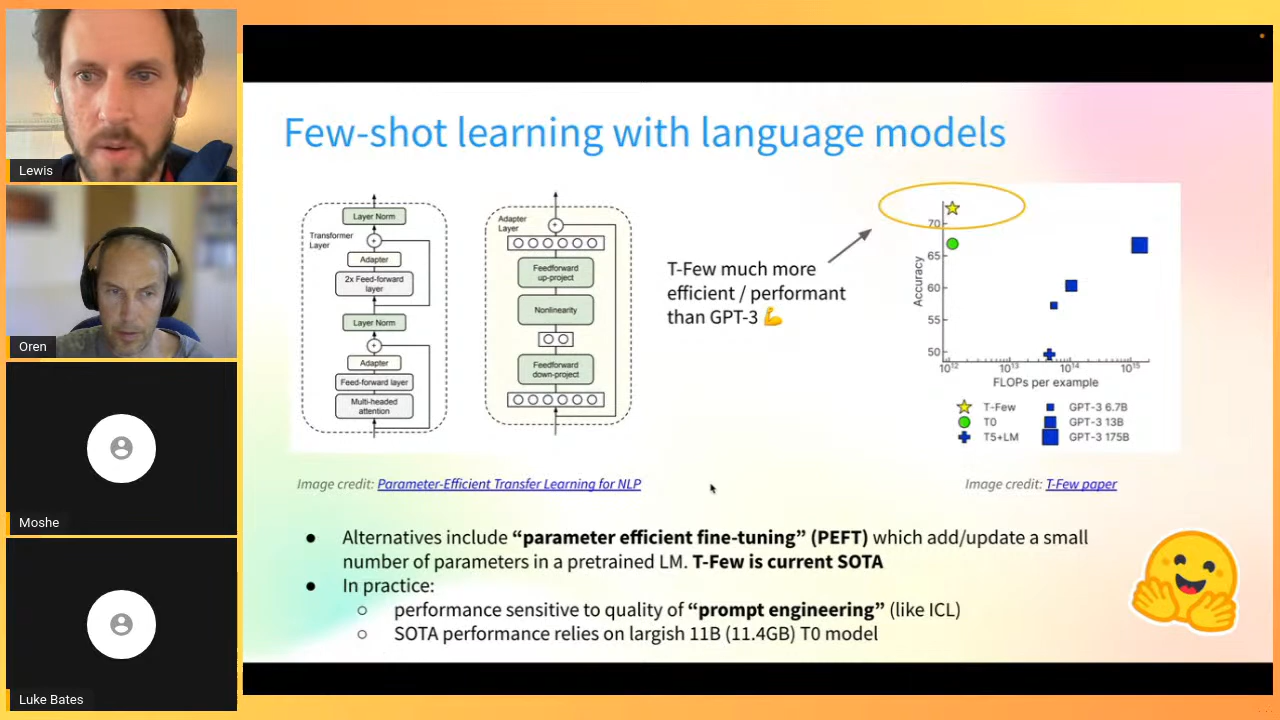 Lewis
Oren
Moshe
Luke Bates
Few-shot learning with language models
Layer Norm
Transformer
Layer
+
Adapter
2x Feed-forward
layer
Layer Norm
+
Adapter
Feed-forward layer
Multi-headed
attention
Adapter
Layer
+
Feedforward
up-project
Nonlinearity
Feedforward
down-project
T-Few much more
efficient / performant
than GPT-3 💪
Accuracy
70
65
60
55
50
10¹²
10¹³
10¹⁴
10¹⁵
FLOPs per example
T-Few
T0
T5+LM
GPT-3 6.7B
GPT-3 13B
GPT-3 175B
Image credit: Parameter-Efficient Transfer Learning for NLP
Image credit: T-Few paper
● Alternatives include “parameter efficient fine-tuning” (PEFT) which add/update a small
number of parameters in a pretrained LM. T-Few is current SOTA
● In practice:
○ performance sensitive to quality of “prompt engineering” (like ICL)
○ SOTA performance relies on largish 11B (11.4GB) T0 model